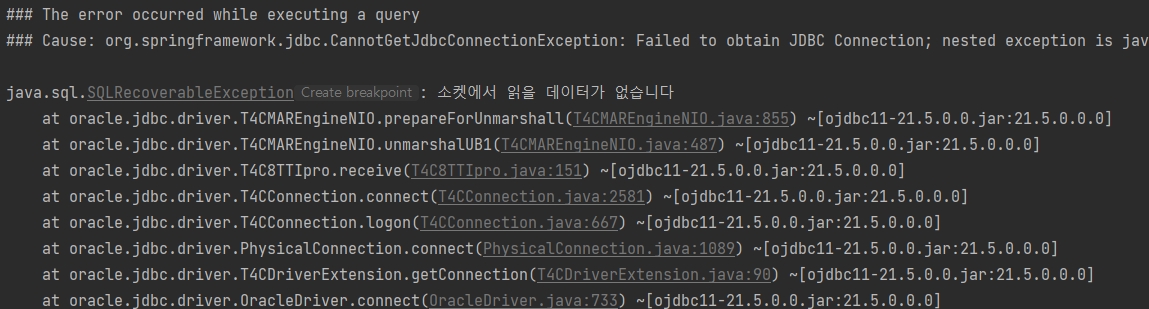 ### The error occurred while executing a query
### Cause: org.springframework.jdbc.CannotGetJdbcConnectionException: Failed to obtain JDBC Connection; nested exception is jav
java.sql.SQLRecoverableException Create breakpoint : 소켓에서 읽을 데이터가 없습니다
at oracle.jdbc.driver.T4CMAREngineNIO.prepareForUnmarshall(T4CMAREngineNIO.java:855) ~[ojdbc11-21.5.0.0.jar:21.5.0.0.0]
at oracle.jdbc.driver.T4CMAREngineNIO.unmarshalUB1(T4CMAREngineNIO.java:487) ~[ojdbc11-21.5.0.0.jar:21.5.0.0.0]
at oracle.jdbc.driver.T4C8TTIpro.receive(T4C8TTIpro.java:151) ~[ojdbc11-21.5.0.0.jar:21.5.0.0.0]
at oracle.jdbc.driver.T4CConnection.connect(T4CConnection.java:2581) ~[ojdbc11-21.5.0.0.jar:21.5.0.0.0]
at oracle.jdbc.driver.T4CConnection.logon(T4CConnection.java:667) ~[ojdbc11-21.5.0.0.jar:21.5.0.0.0]
at oracle.jdbc.driver.PhysicalConnection.connect(PhysicalConnection.java:1089) ~[ojdbc11-21.5.0.0.jar:21.5.0.0.0]
at oracle.jdbc.driver.T4CDriverExtension.getConnection(T4CDriverExtension.java:90) ~[ojdbc11-21.5.0.0.jar:21.5.0.0.0]
at oracle.jdbc.driver.OracleDriver.connect(OracleDriver.java:733) ~[ojdbc11-21.5.0.0.jar:21.5.0.0.0]